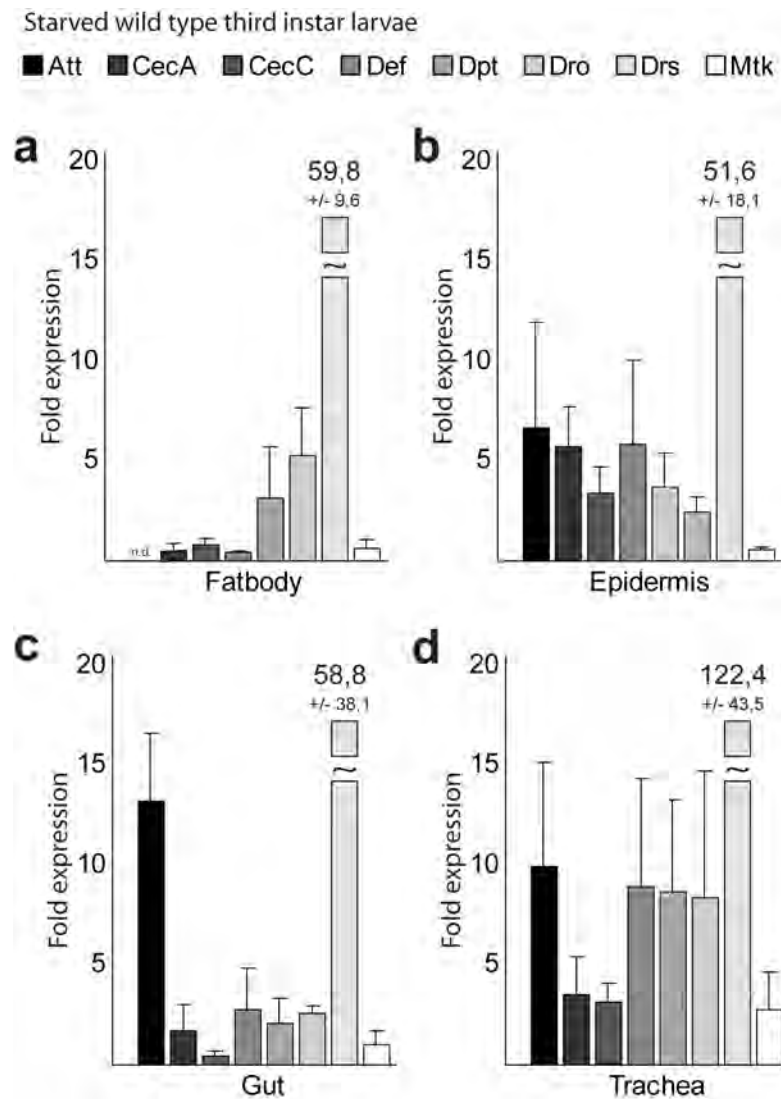 Starved wild type third instar larvae
Att CecA CecC Def Dpt Dro Drs Mtk
a
20
15
10
5
Fold expression
59,8
+/- 9,6
n.d.
Fatbody
b
20
15
10
5
Fold expression
51,6
+/- 18,1
Epidermis
c
20
15
10
5
Fold expression
58,8
+/- 38,1
Gut
d
20
15
10
5
Fold expression
122,4
+/- 43,5
Trachea